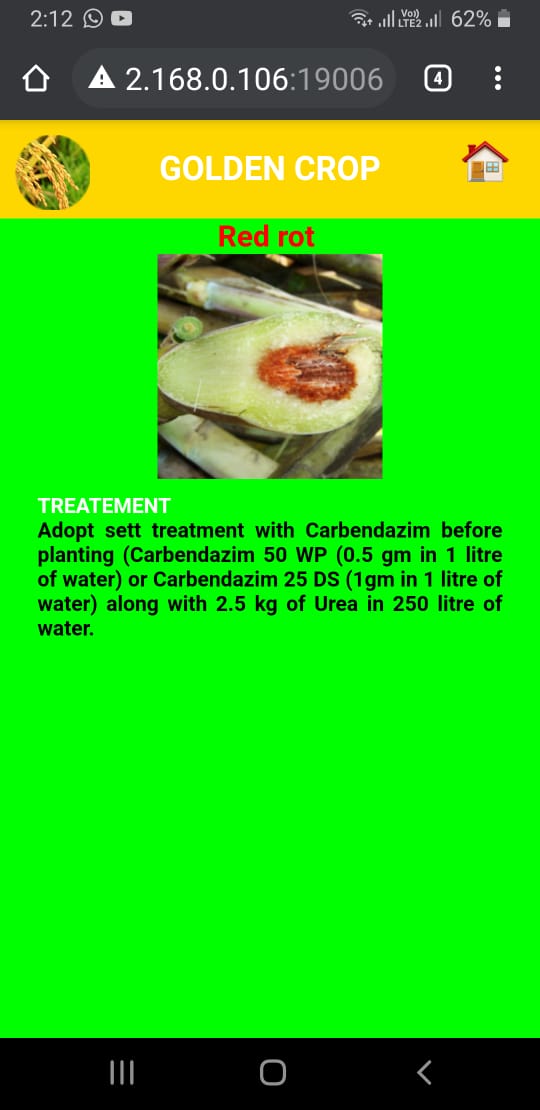 2:12 Vo)) LTE2 62%
2.168.0.106:19006 4
GOLDEN CROP
Red rot
TREATEMENT
Adopt sett treatment with Carbendazim before
planting (Carbendazim 50 WP (0.5 gm in 1 litre
of water) or Carbendazim 25 DS (1gm in 1 litre of
water) along with 2.5 kg of Urea in 250 litre of
water.